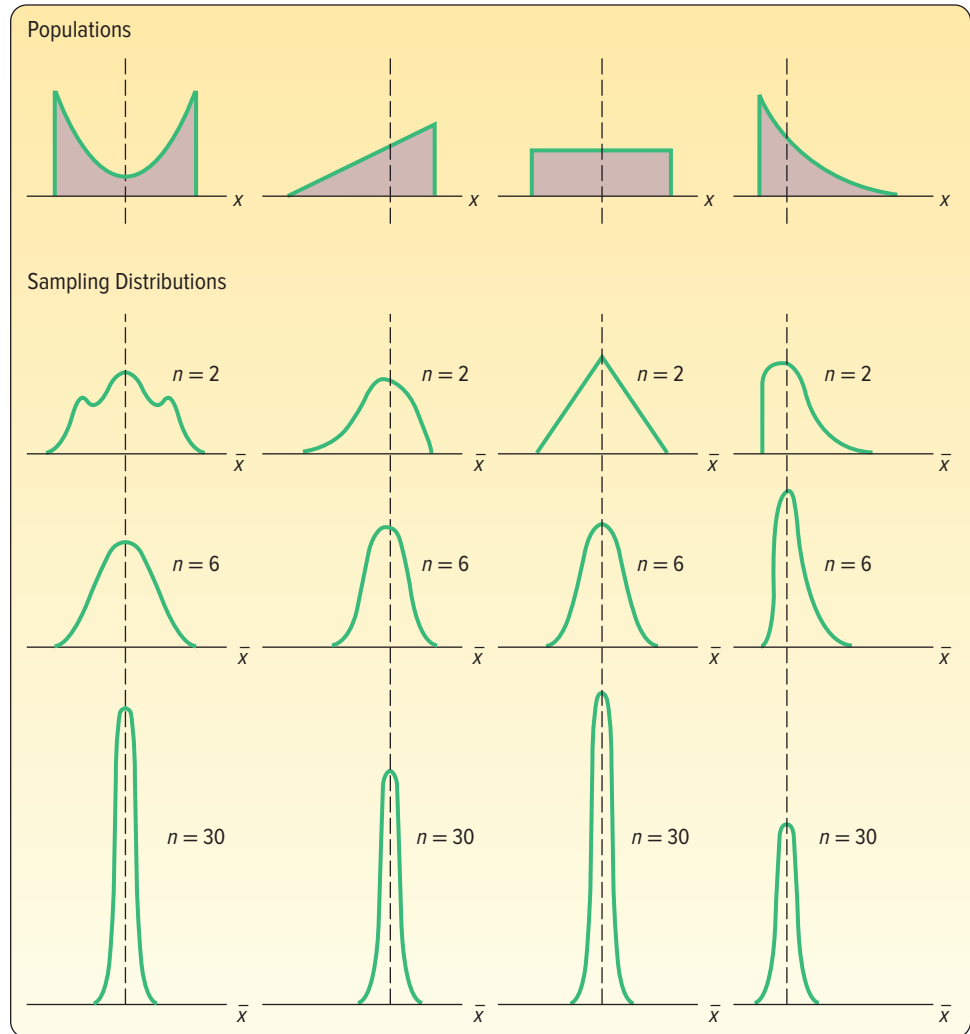 Populations
x x x x
Sampling Distributions
n = 2 n = 2 n = 2 n = 2
x̄ x̄ x̄ x̄
n = 6 n = 6 n = 6 n = 6
x̄ x̄ x̄ x̄
n = 30 n = 30 n = 30 n = 30
x̄ x̄ x̄ x̄